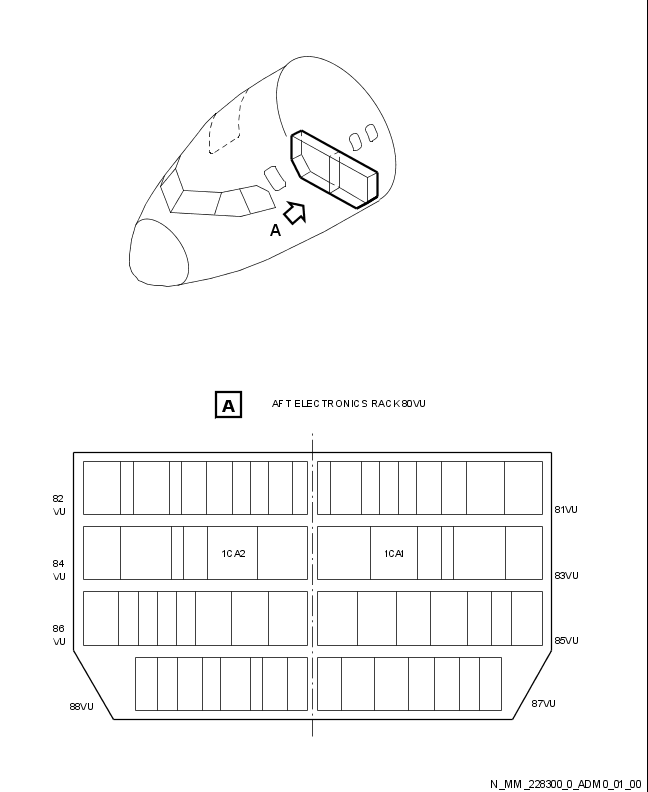 A
A
AFT ELECTRONICS RACK 80VU
82
VU
81VU
84
VU
1CA2
1CA1
83VU
86
VU
85VU
88VU
87VU
N_MM_228300_0_ADM0_01_00